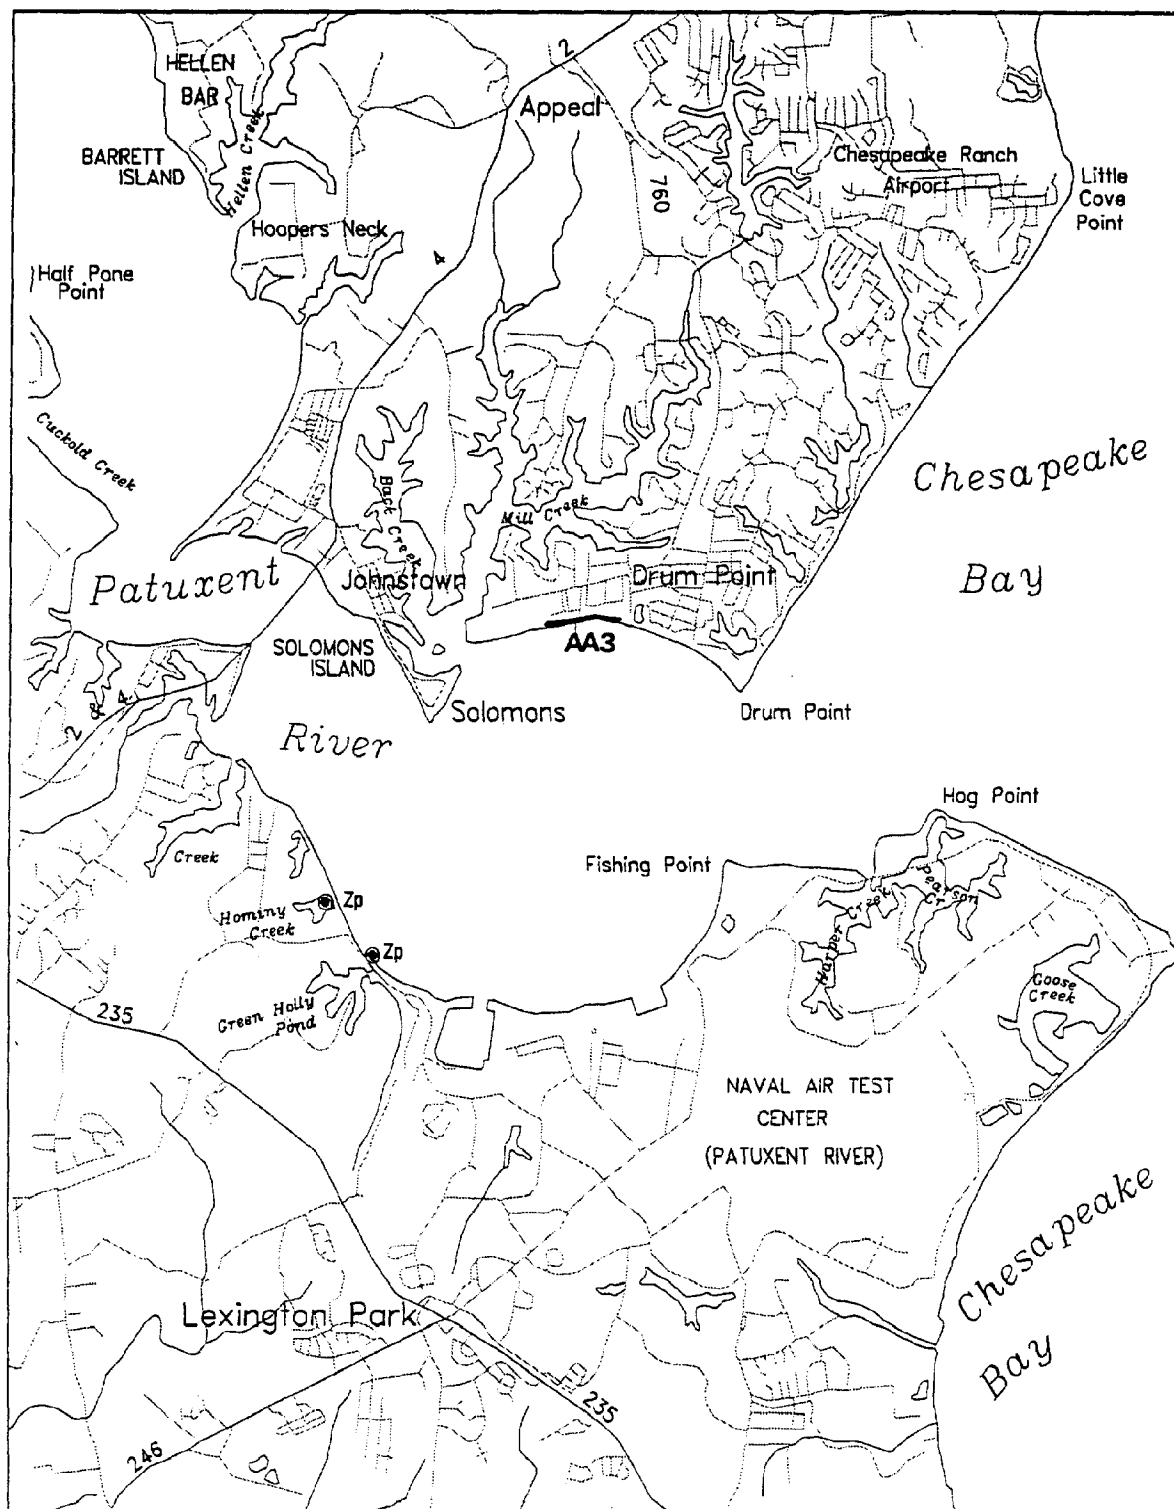 HELLEN
BAR
2
Appeal
Hellen Creek
BARRETT
ISLAND
Chesapeake Ranch
Airport
760
Little
Cove
Point
Hoopers Neck
4
Half Pone
Point
Cuckold Creek
Chesapeake
Back Creek
Mill Creek
Patuxent
Johnstown
Drum Point
Bay
AA3
SOLOMONS
ISLAND
2 & 4
Solomons
Drum Point
River
Hog Point
Creek
Fishing Point
Pearson
Cr
Harper Creek
Zp
Hominy
Creek
Zp
Goose
Creek
235
Green Holly
Pond
NAVAL AIR TEST
CENTER
(PATUXENT RIVER)
Chesapeake
Bay
Lexington Park
235
246